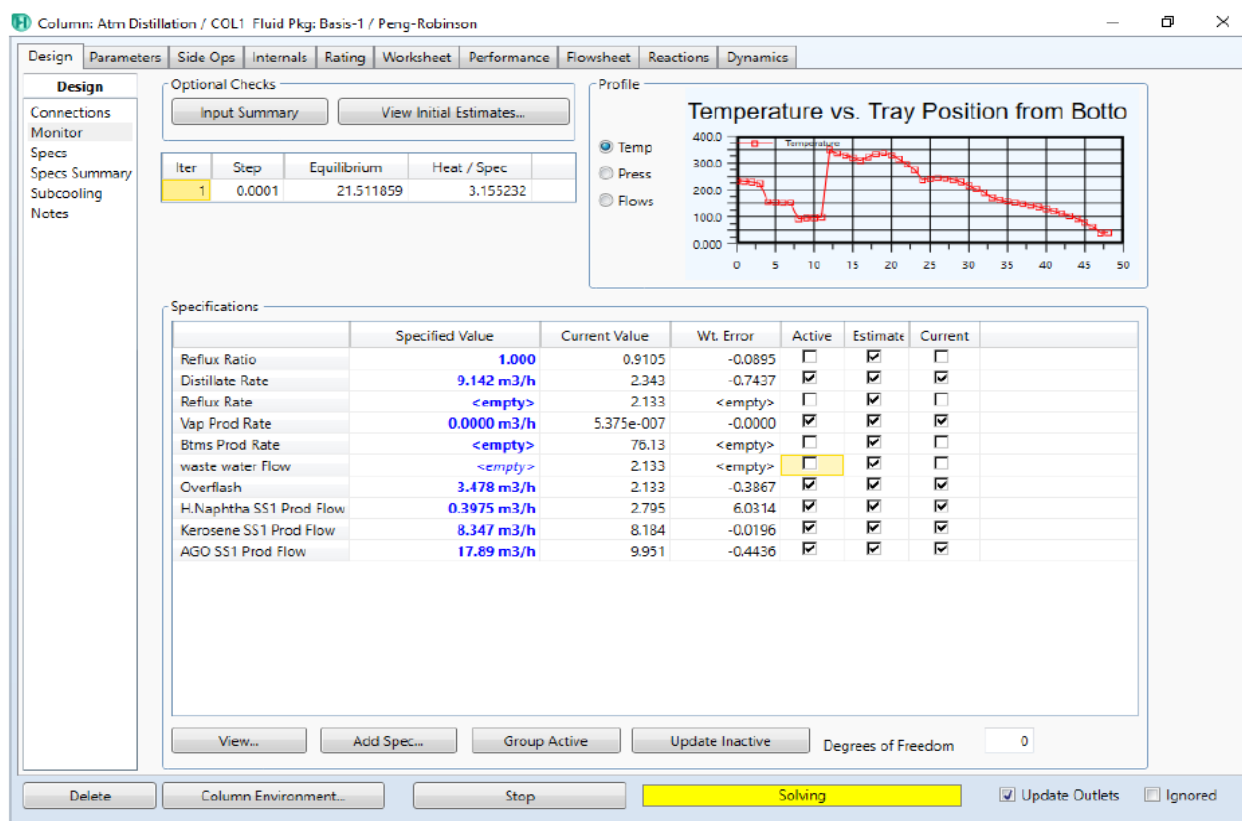 Column: Atm Distillation / COL1 Fluid Pkg: Basis-1 / Peng-Robinson
Design Parameters Side Ops Internals Rating Worksheet Performance Flowsheet Reactions Dynamics
Design
Connections
Monitor
Specs
Specs Summary
Subcooling
Notes
Optional Checks
Input Summary View Initial Estimates...
Iter Step Equilibrium Heat / Spec
1 0.0001 21.511859 3.155232
Profile
Temp
Press
Flows
Temperature vs. Tray Position from Botto
Temperature
400.0
300.0
200.0
100.0
0.000
0 5 10 15 20 25 30 35 40 45 50
Specifications
Specified Value Current Value Wt. Error Active Estimate Current
Reflux Ratio 1.000 0.9105 -0.0895
Distillate Rate 9.142 m3/h 2.343 -0.7437
Reflux Rate <empty> 2.133 <empty>
Vap Prod Rate 0.0000 m3/h 5.375e-007 -0.0000
Btms Prod Rate <empty> 76.13 <empty>
waste water Flow <empty> 2.133 <empty>
Overflash 3.478 m3/h 2.133 -0.3867
H.Naphtha SS1 Prod Flow 0.3975 m3/h 2.795 6.0314
Kerosene SS1 Prod Flow 8.347 m3/h 8.184 -0.0196
AGO SS1 Prod Flow 17.89 m3/h 9.951 -0.4436
View... Add Spec... Group Active Update Inactive Degrees of Freedom 0
Delete Column Environment... Stop Solving Update Outlets Ignored